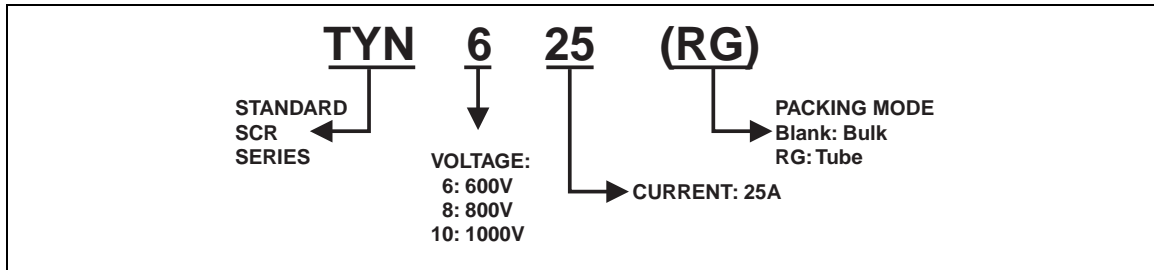 TYN 6 25 (RG)
STANDARD
SCR
SERIES
VOLTAGE:
6: 600V
8: 800V
10: 1000V
CURRENT: 25A
PACKING MODE
Blank: Bulk
RG: Tube